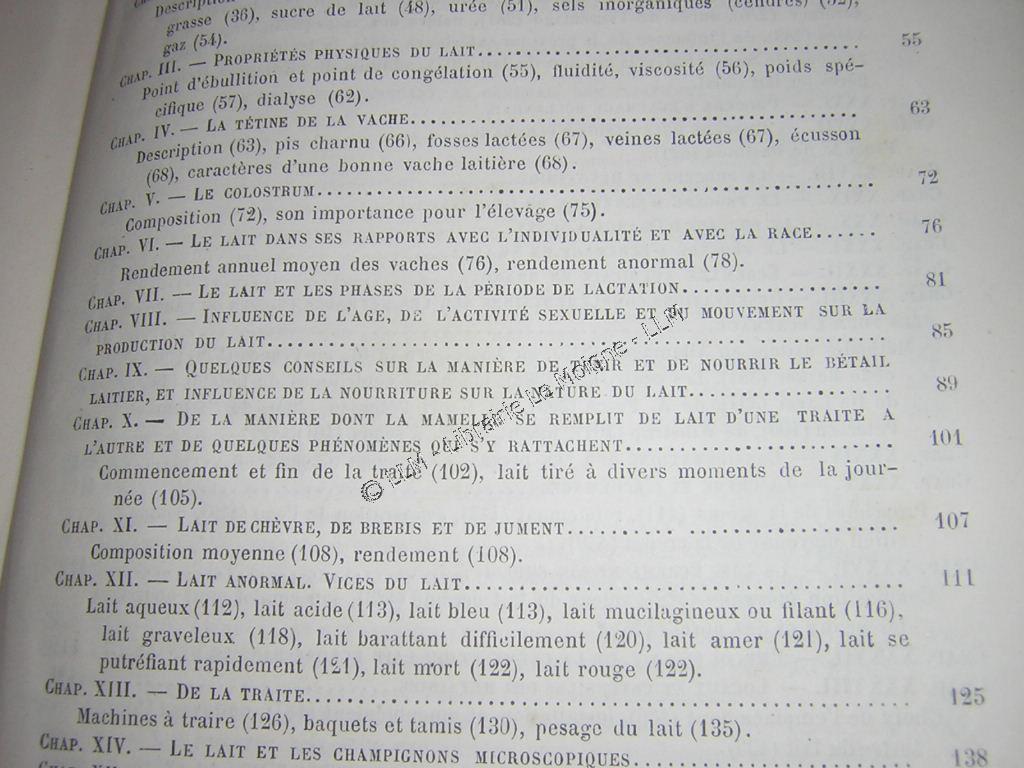 Description
grasse (36), sucre de lait (48), urée (51), sels inorganiques (cendres) (52),
gaz (54).
CHAP. III. — PROPRIÉTÉS PHYSIQUES DU LAIT........ 55
Point d'ébullition et point de congélation (55), fluidité, viscosité (56), poids spé-
cifique (57), dialyse (62).
CHAP. IV. — LA TÉTINE DE LA VACHE........ 63
Description (63), pis charnu (66), fosses lactées (67), veines lactées (67), écusson
(68), caractères d'une bonne vache laitière (68).
CHAP. V. — LE COLOSTRUM........ 72
Composition (72), son importance pour l'élevage (75).
CHAP. VI. — LE LAIT DANS SES RAPPORTS AVEC L'INDIVIDUALITÉ ET AVEC LA RACE...... 76
Rendement annuel moyen des vaches (76), rendement anormal (78).
CHAP. VII. — LE LAIT ET LES PHASES DE LA PÉRIODE DE LACTATION........ 81
CHAP. VIII. — INFLUENCE DE L'AGE, DE L'ACTIVITÉ SEXUELLE ET DU MOUVEMENT SUR LA
PRODUCTION DU LAIT........ 85
CHAP. IX. — QUELQUES CONSEILS SUR LA MANIÈRE DE TENIR ET DE NOURRIR LE BÉTAIL
LAITIER, ET INFLUENCE DE LA NOURRITURE SUR LA NATURE DU LAIT........ 89
CHAP. X. — DE LA MANIÈRE DONT LA MAMELLE SE REMPLIT DE LAIT D'UNE TRAITE A
L'AUTRE ET DE QUELQUES PHÉNOMÈNES QUI S'Y RATTACHENT........ 101
Commencement et fin de la traite (102), lait tiré à divers moments de la jour-
née (105).
CHAP. XI. — LAIT DE CHÈVRE, DE BREBIS ET DE JUMENT........ 107
Composition moyenne (108), rendement (108).
CHAP. XII. — LAIT ANORMAL. VICES DU LAIT........ 111
Lait aqueux (112), lait acide (113), lait bleu (113), lait mucilagineux ou filant (116),
lait graveleux (118), lait barattant difficilement (120), lait amer (121), lait se
putréfiant rapidement (121), lait mort (122), lait rouge (122).
CHAP. XIII. — DE LA TRAITE........ 125
Machines à traire (126), baquets et tamis (130), pesage du lait (135).
CHAP. XIV. — LE LAIT ET LES CHAMPIGNONS MICROSCOPIQUES........ 138
© LLM - Librairie Le Moigne - LLM